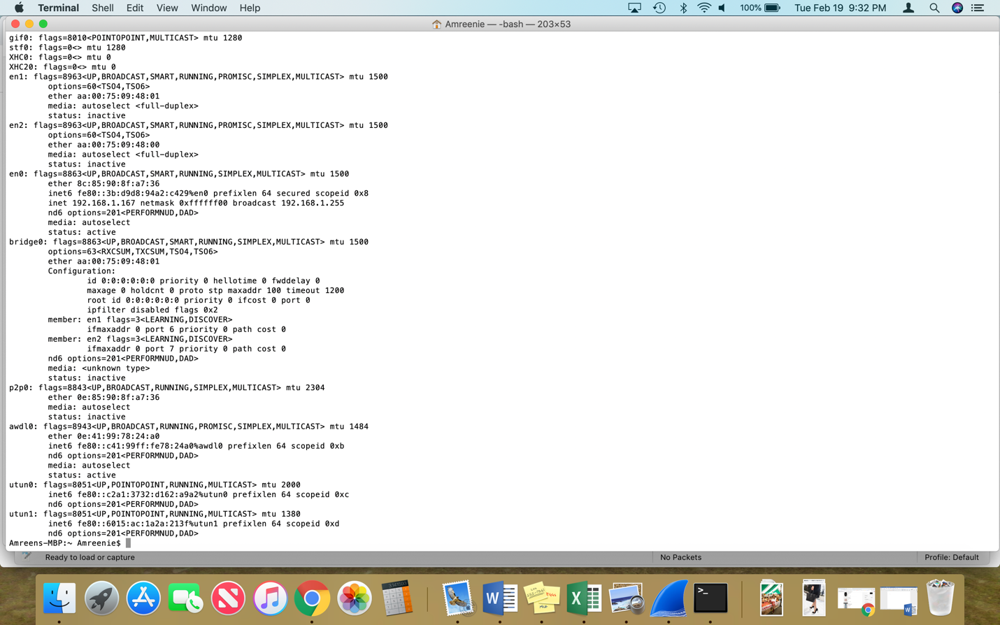 Terminal Shell Edit View Window Help 100% Tue Feb 19 9:32 PM
Amreenie — -bash — 203×53
gif0: flags=8010<POINTOPOINT,MULTICAST> mtu 1280
stf0: flags=0<> mtu 1280
XHC0: flags=0<> mtu 0
XHC20: flags=0<> mtu 0
en1: flags=8963<UP,BROADCAST,SMART,RUNNING,PROMISC,SIMPLEX,MULTICAST> mtu 1500
options=60<TSO4,TSO6>
ether aa:00:75:09:48:01
media: autoselect <full-duplex>
status: inactive
en2: flags=8963<UP,BROADCAST,SMART,RUNNING,PROMISC,SIMPLEX,MULTICAST> mtu 1500
options=60<TSO4,TSO6>
ether aa:00:75:09:48:00
media: autoselect <full-duplex>
status: inactive
en0: flags=8863<UP,BROADCAST,SMART,RUNNING,SIMPLEX,MULTICAST> mtu 1500
ether 8c:85:90:8f:a7:36
inet6 fe80::3b:d9d8:94a2:c429%en0 prefixlen 64 secured scopeid 0x8
inet 192.168.1.167 netmask 0xffffff00 broadcast 192.168.1.255
nd6 options=201<PERFORMNUD,DAD>
media: autoselect
status: active
bridge0: flags=8863<UP,BROADCAST,SMART,RUNNING,SIMPLEX,MULTICAST> mtu 1500
options=63<RXCSUM,TXCSUM,TSO4,TSO6>
ether aa:00:75:09:48:01
Configuration:
id 0:0:0:0:0:0 priority 0 hellotime 0 fwddelay 0
maxage 0 holdcnt 0 proto stp maxaddr 100 timeout 1200
root id 0:0:0:0:0:0 priority 0 ifcost 0 port 0
ipfilter disabled flags 0x2
member: en1 flags=3<LEARNING,DISCOVER>
ifmaxaddr 0 port 6 priority 0 path cost 0
member: en2 flags=3<LEARNING,DISCOVER>
ifmaxaddr 0 port 7 priority 0 path cost 0
nd6 options=201<PERFORMNUD,DAD>
media: <unknown type>
status: inactive
p2p0: flags=8843<UP,BROADCAST,RUNNING,SIMPLEX,MULTICAST> mtu 2304
ether 0e:85:90:8f:a7:36
media: autoselect
status: inactive
awdl0: flags=8943<UP,BROADCAST,RUNNING,PROMISC,SIMPLEX,MULTICAST> mtu 1484
ether 0e:41:99:78:24:a0
inet6 fe80::c41:99ff:fe78:24a0%awdl0 prefixlen 64 scopeid 0xb
nd6 options=201<PERFORMNUD,DAD>
media: autoselect
status: active
utun0: flags=8051<UP,POINTOPOINT,RUNNING,MULTICAST> mtu 2000
inet6 fe80::c2a1:3732:d162:a9a2%utun0 prefixlen 64 scopeid 0xc
nd6 options=201<PERFORMNUD,DAD>
utun1: flags=8051<UP,POINTOPOINT,RUNNING,MULTICAST> mtu 1380
inet6 fe80::6015:ac:1a2a:213f%utun1 prefixlen 64 scopeid 0xd
nd6 options=201<PERFORMNUD,DAD>
Amreens-MBP:~ Amreenie$
Ready to load or capture No Packets Profile: Default